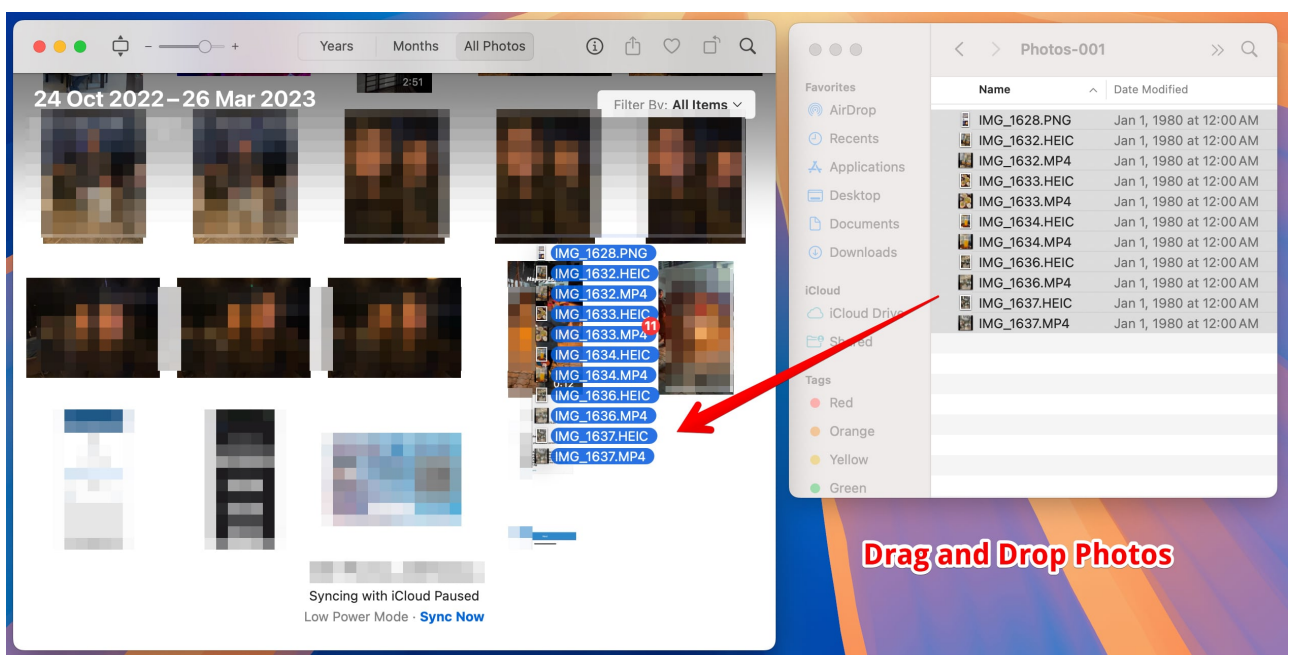 - +
Years Months All Photos
2:51
24 Oct 2022–26 Mar 2023
Filter By: All Items
IMG_1628.PNG
IMG_1632.HEIC
IMG_1632.MP4
IMG_1633.HEIC
IMG_1633.MP4
11
IMG_1634.HEIC
IMG_1634.MP4
0:12
IMG_1636.HEIC
IMG_1636.MP4
IMG_1637.HEIC
IMG_1637.MP4
Syncing with iCloud Paused
Low Power Mode · Sync Now
Photos-001
Favorites
AirDrop
Recents
Applications
Desktop
Documents
Downloads
iCloud
iCloud Drive
Shared
Tags
Red
Orange
Yellow
Green
Name Date Modified
IMG_1628.PNG Jan 1, 1980 at 12:00 AM
IMG_1632.HEIC Jan 1, 1980 at 12:00 AM
IMG_1632.MP4 Jan 1, 1980 at 12:00 AM
IMG_1633.HEIC Jan 1, 1980 at 12:00 AM
IMG_1633.MP4 Jan 1, 1980 at 12:00 AM
IMG_1634.HEIC Jan 1, 1980 at 12:00 AM
IMG_1634.MP4 Jan 1, 1980 at 12:00 AM
IMG_1636.HEIC Jan 1, 1980 at 12:00 AM
IMG_1636.MP4 Jan 1, 1980 at 12:00 AM
IMG_1637.HEIC Jan 1, 1980 at 12:00 AM
IMG_1637.MP4 Jan 1, 1980 at 12:00 AM
Drag and Drop Photos